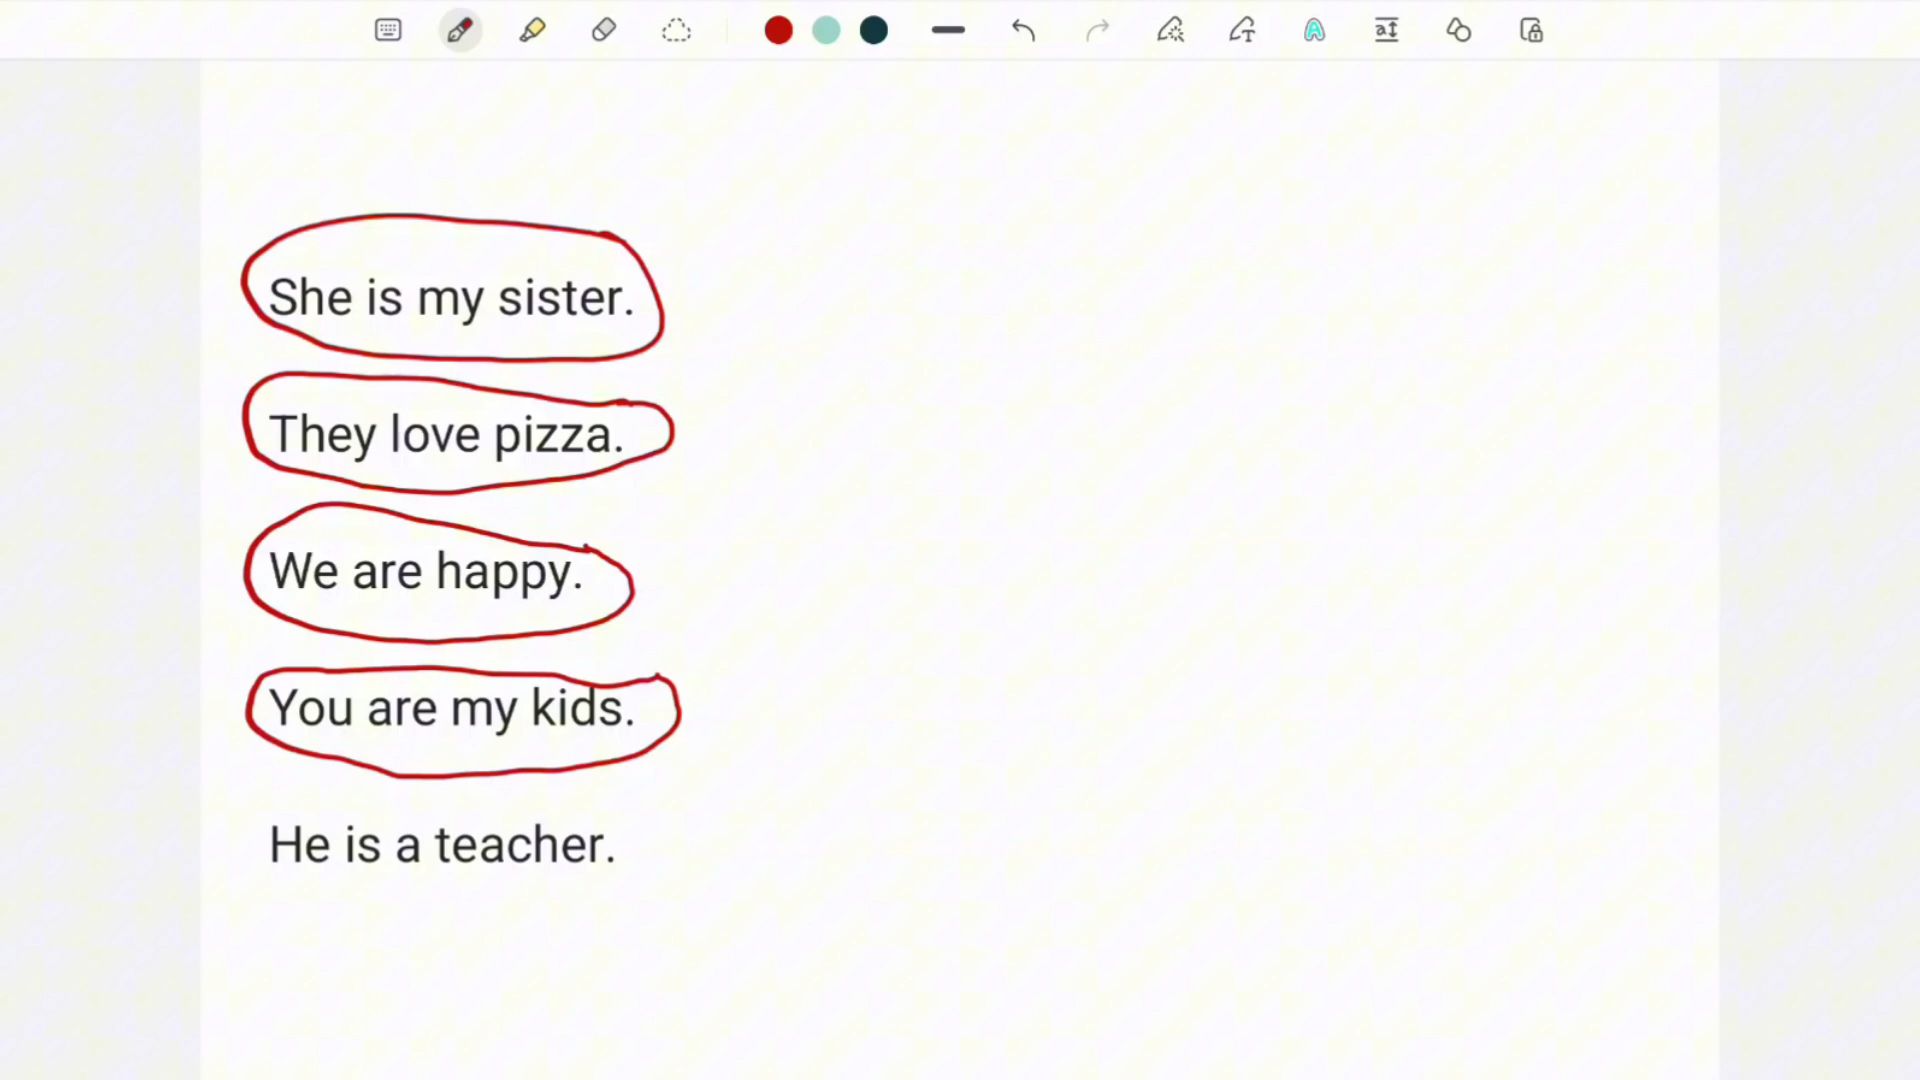 She is my sister.
They love pizza.
We are happy.
You are my kids.
He is a teacher.